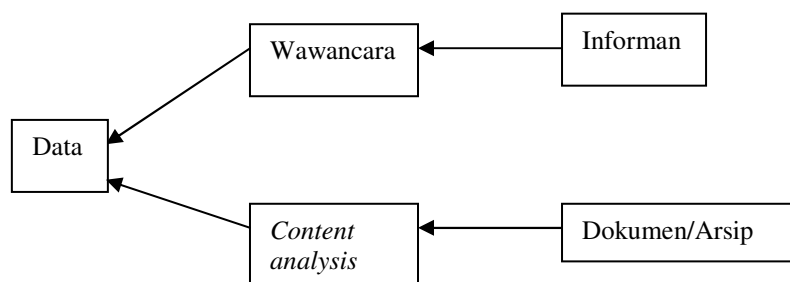 Wawancara
Informan
Data
Content
analysis
Dokumen/Arsip